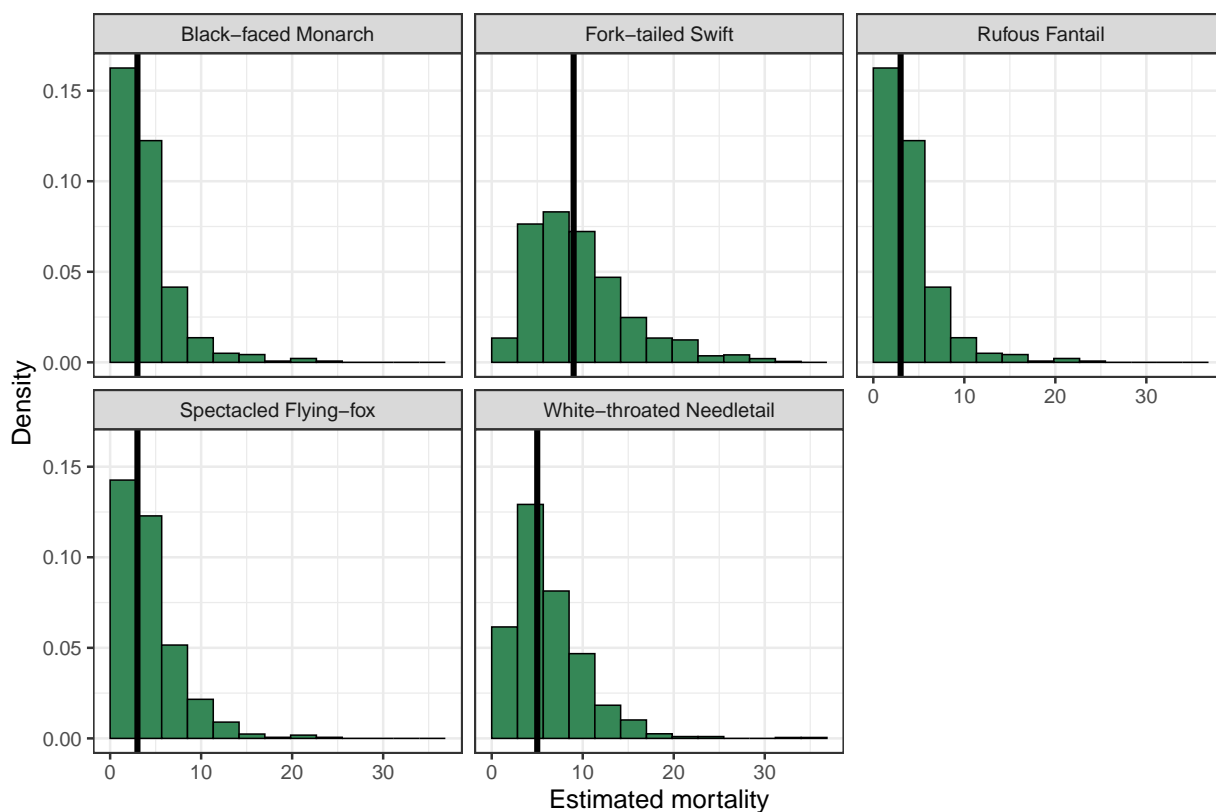 Black−faced Monarch
Fork−tailed Swift
Rufous Fantail
0.15
0.10
0.05
0.00
0 10 20 30
Spectacled Flying−fox
White−throated Needletail
0.15
0.10
0.05
0.00
0 10 20 30
0 10 20 30
Estimated mortality
Density